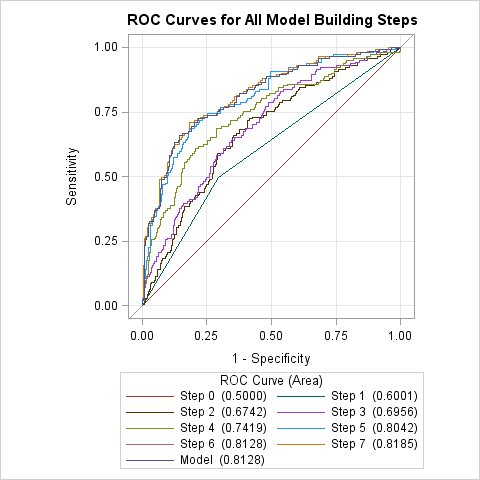 ROC Curves for All Model Building Steps
1.00
0.75
0.50
0.25
0.00
Sensitivity
0.00 0.25 0.50 0.75 1.00
1 - Specificity
ROC Curve (Area)
Step 0 (0.5000) Step 1 (0.6001)
Step 2 (0.6742) Step 3 (0.6956)
Step 4 (0.7419) Step 5 (0.8042)
Step 6 (0.8128) Step 7 (0.8185)
Model (0.8128)